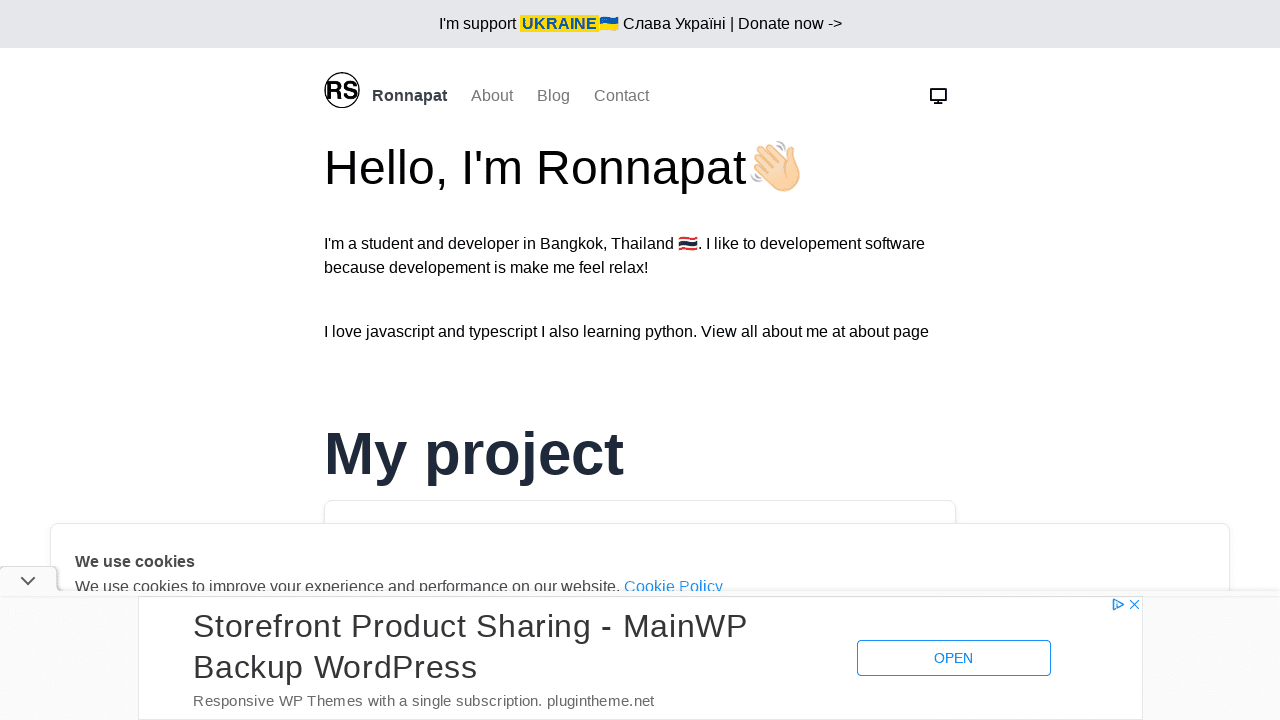 I'm support UKRAINE🇺🇦 Слава Україні | Donate now ->
RS Ronnapat About Blog Contact
Hello, I'm Ronnapat👋🏻
I'm a student and developer in Bangkok, Thailand 🇹🇭. I like to developement software
because developement is make me feel relax!
I love javascript and typescript I also learning python. View all about me at about page
My project
We use cookies
We use cookies to improve your experience and performance on our website. Cookie Policy
Storefront Product Sharing - MainWP
Backup WordPress
Responsive WP Themes with a single subscription. plugintheme.net
OPEN